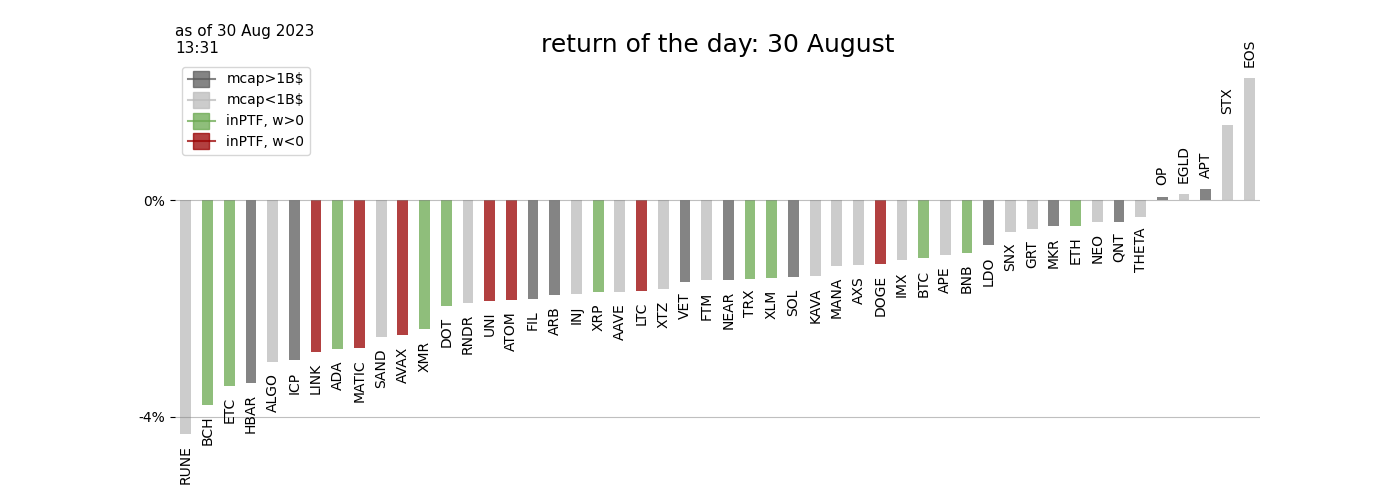 as of 30 Aug 2023
13:31
return of the day: 30 August
mcap>1B$
mcap<1B$
inPTF, w>0
inPTF, w<0
0%
-4%
RUNE
BCH
ETC
HBAR
ALGO
ICP
LINK
ADA
MATIC
SAND
AVAX
XMR
DOT
RNDR
UNI
ATOM
FIL
ARB
INJ
XRP
AAVE
LTC
XTZ
VET
FTM
NEAR
TRX
XLM
SOL
KAVA
MANA
AXS
DOGE
IMX
BTC
APE
BNB
LDO
SNX
GRT
MKR
ETH
NEO
QNT
THETA
OP
EGLD
APT
STX
EOS